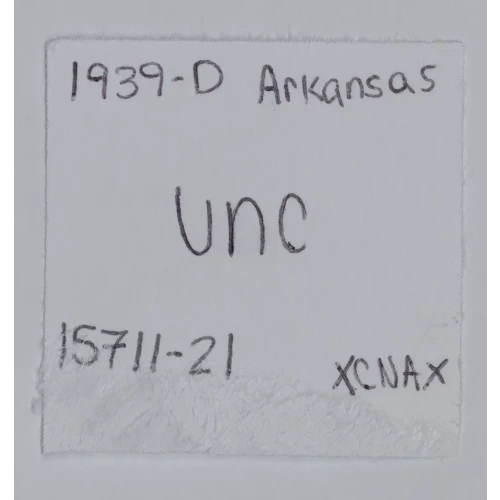 1939-D Arkansas
UNC
15711-21
XCNAX